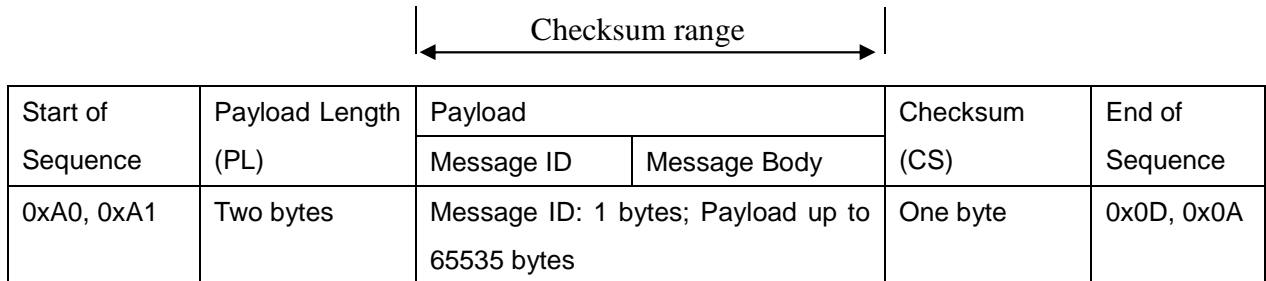 Checksum range
Start of Sequence
Payload Length (PL)
Payload
Checksum (CS)
End of Sequence
Message ID
Message Body
0xA0, 0xA1
Two bytes
Message ID: 1 bytes; Payload up to
65535 bytes
One byte
0x0D, 0x0A